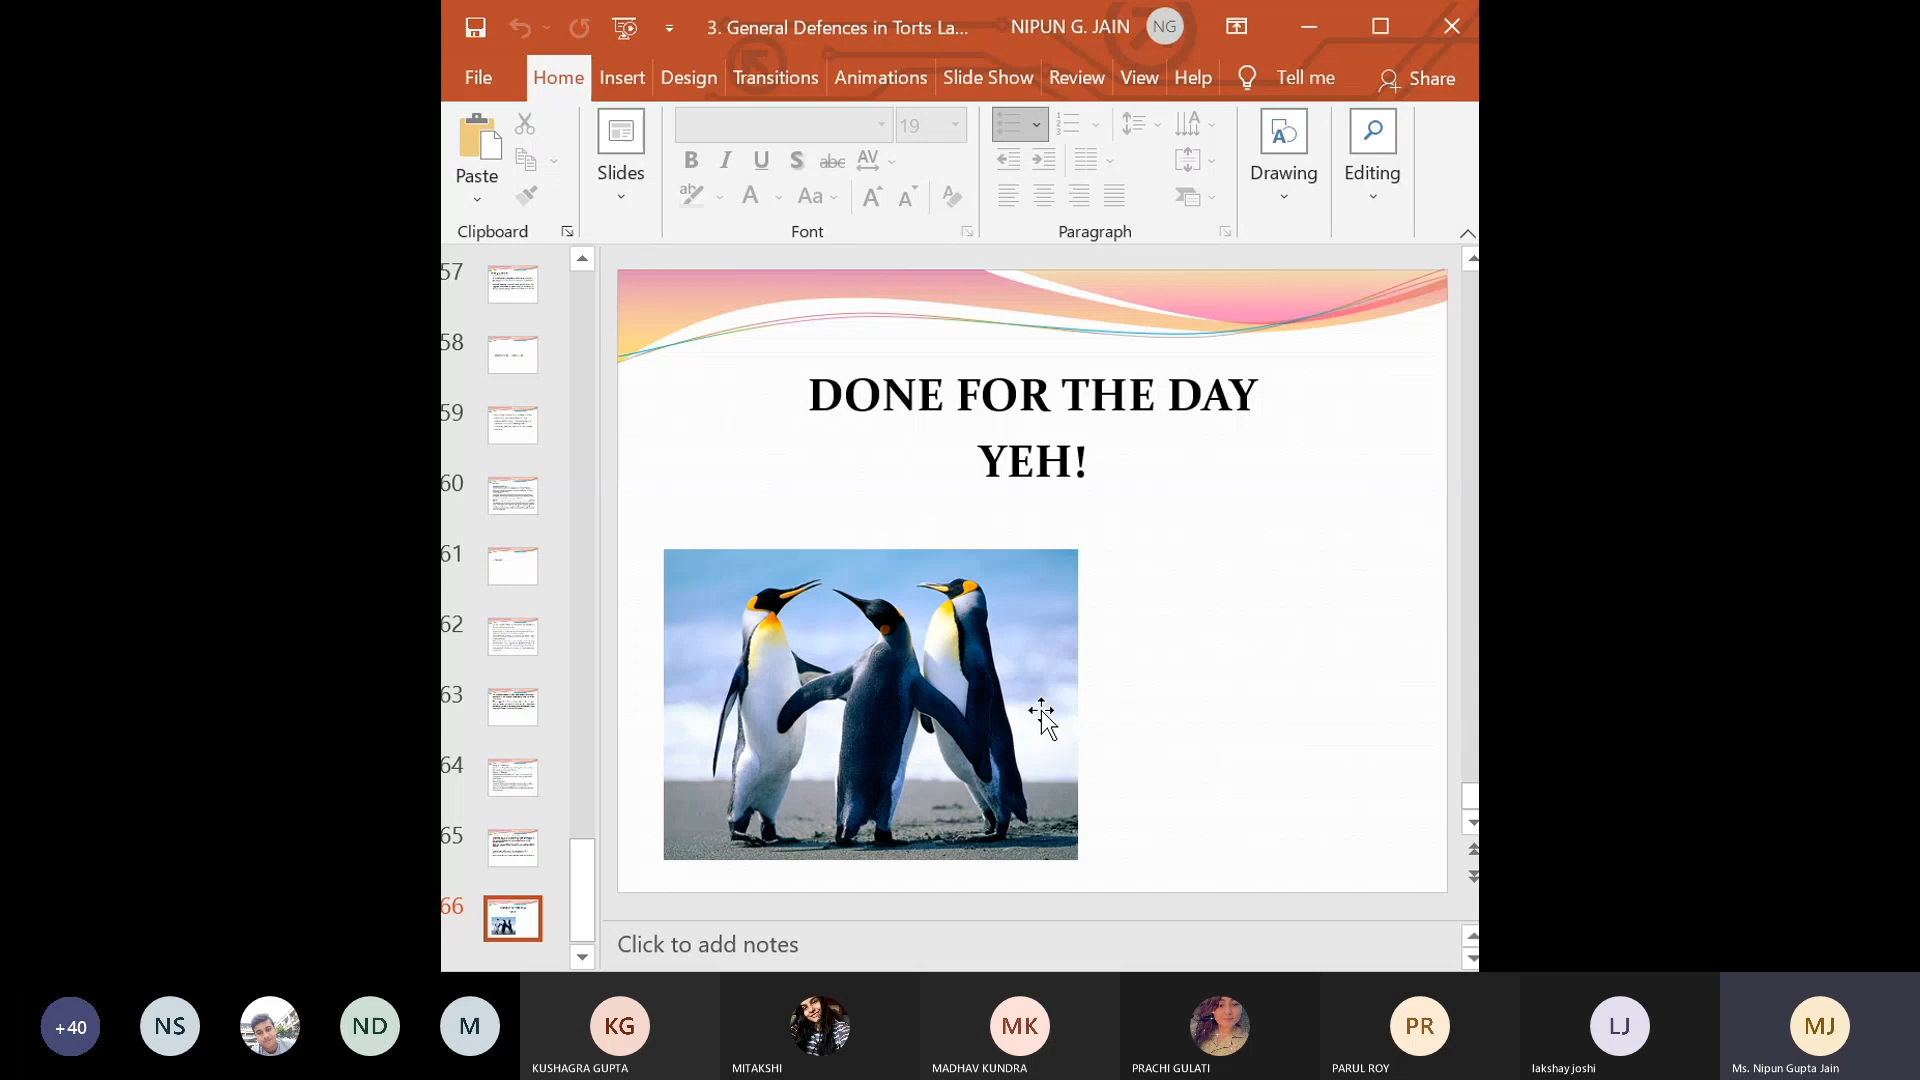 3. General Defences in Torts La...
NIPUN G. JAIN
NG
File
Home
Insert
Design
Transitions
Animations
Slide Show
Review
View
Help
Tell me
Share
Paste
Slides
19
B
I
U
S
abc
AV
ab
A
Aa
A
A
A
Drawing
Editing
Clipboard
Font
Paragraph
57
58
59
60
61
62
63
64
65
66
DONE FOR THE DAY
YEH!
Click to add notes
+40
NS
ND
M
KG
MK
PR
LJ
MJ
KUSHAGRA GUPTA
MITAKSHI
MADHAV KUNDRA
PRACHI GULATI
PARUL ROY
lakshay joshi
Ms. Nipun Gupta Jain